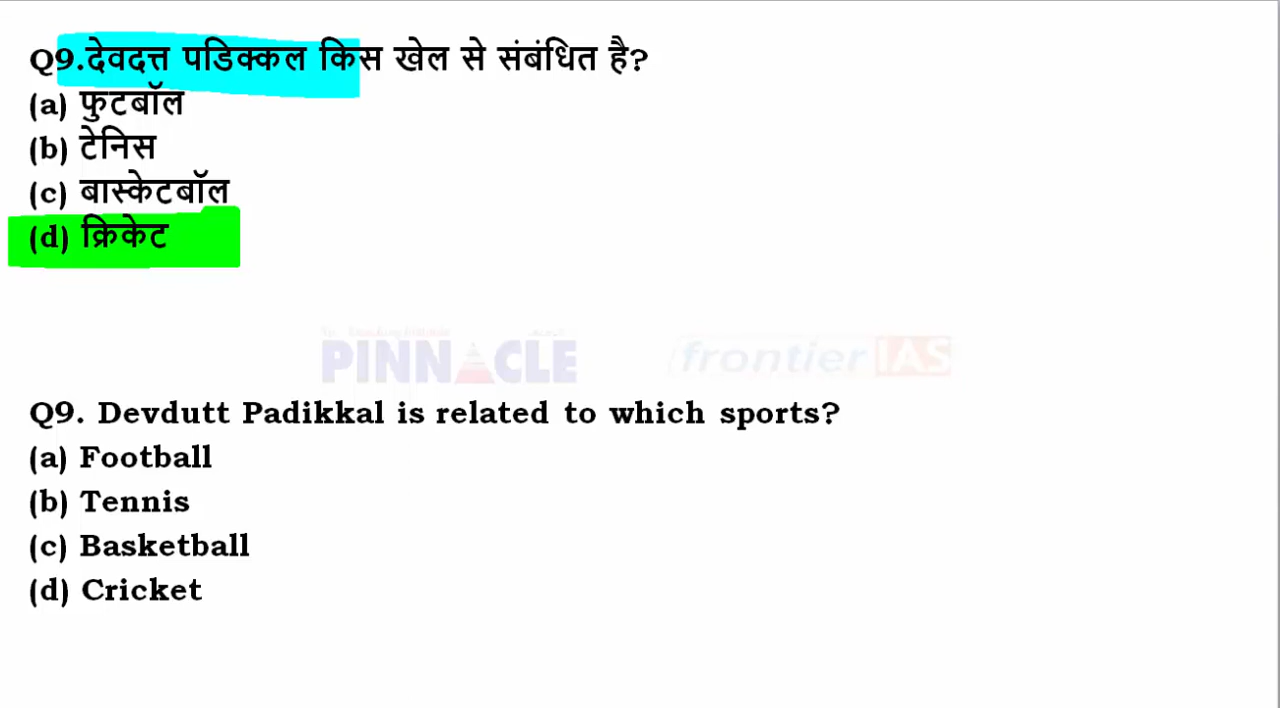 Q9.देवदत्त पडिक्कल किस खेल से संबंधित है?
(a) फुटबॉल
(b) टेनिस
(c) बास्केटबॉल
(d) क्रिकेट
PINNACLE frontier IAS
Q9. Devdutt Padikkal is related to which sports?
(a) Football
(b) Tennis
(c) Basketball
(d) Cricket